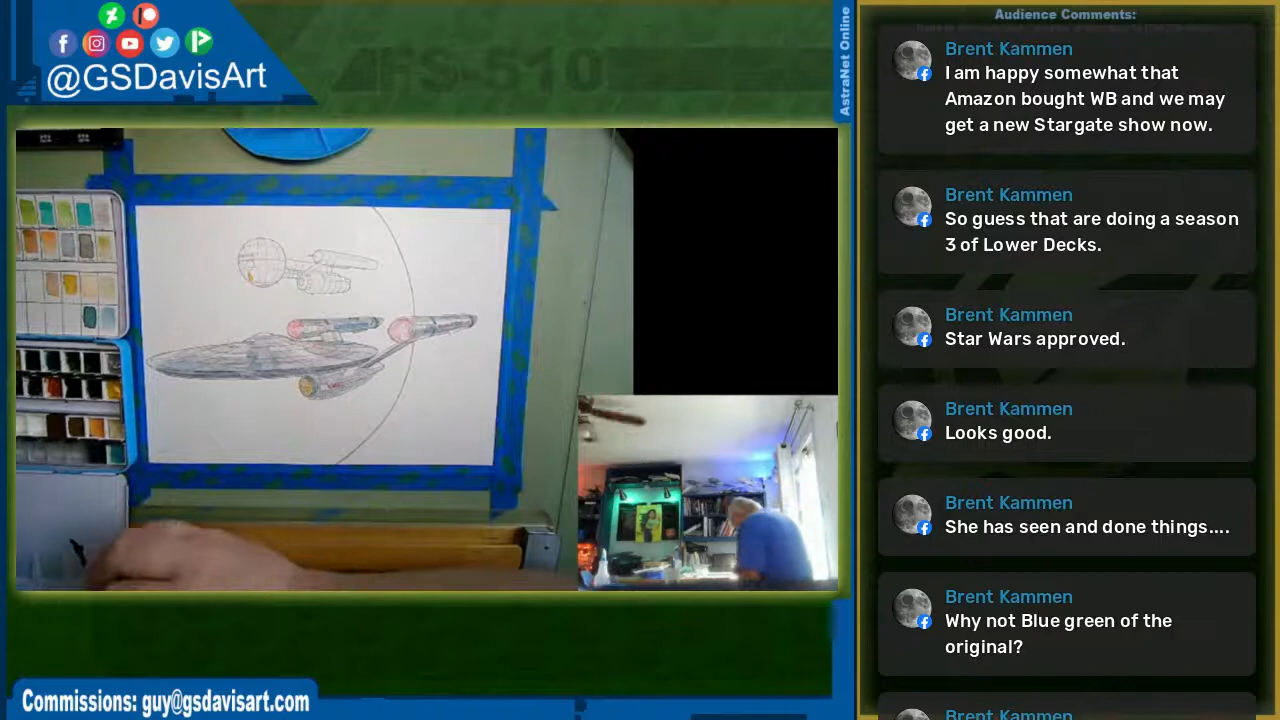 @GSDavisArt
AstraNet Online
Audience Comments:
Brent Kammen
I am happy somewhat that
Amazon bought WB and we may
get a new Stargate show now.
Brent Kammen
So guess that are doing a season
3 of Lower Decks.
Brent Kammen
Star Wars approved.
Brent Kammen
Looks good.
Brent Kammen
She has seen and done things....
Brent Kammen
Why not Blue green of the
original?
Brent Kammen
Commissions: guy@gsdavisart.com